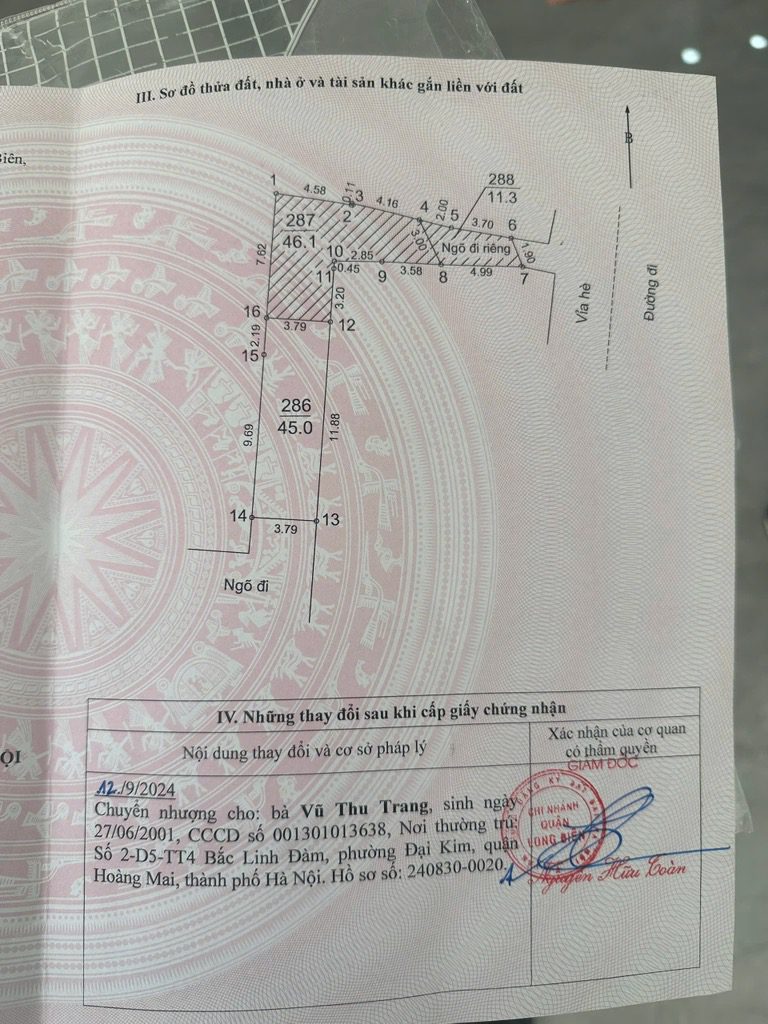 III. Sơ đồ thửa đất, nhà ở và tài sản khác gắn liền với đất
Biên,
B
1
4.58
0.11
3
2
4.16
4
2.00
5
288
11.3
3.70
6
1.90
287
46.1
7.62
10
2.85
11
0.45
9
3.58
3.00
8
Ngõ đi riêng
4.99
7
Vỉa hè
Đường đi
3.20
16
3.79
12
2.19
15
286
45.0
9.69
11.88
14
3.79
13
Ngõ đi
ỘI
IV. Những thay đổi sau khi cấp giấy chứng nhận
Nội dung thay đổi và cơ sở pháp lý
Xác nhận của cơ quan
có thẩm quyền
12./9/2024
Chuyển nhượng cho: bà Vũ Thu Trang, sinh ngày
27/06/2001, CCCD số 001301013638, Nơi thường trú:
Số 2-D5-TT4 Bắc Linh Đàm, phường Đại Kim, quận
Hoàng Mai, thành phố Hà Nội. Hồ sơ số: 240830-0020
GIÁM ĐỐC
CHI NHÁNH
QUẬN
LONG BIÊN
Nguyễn Hữu Toàn